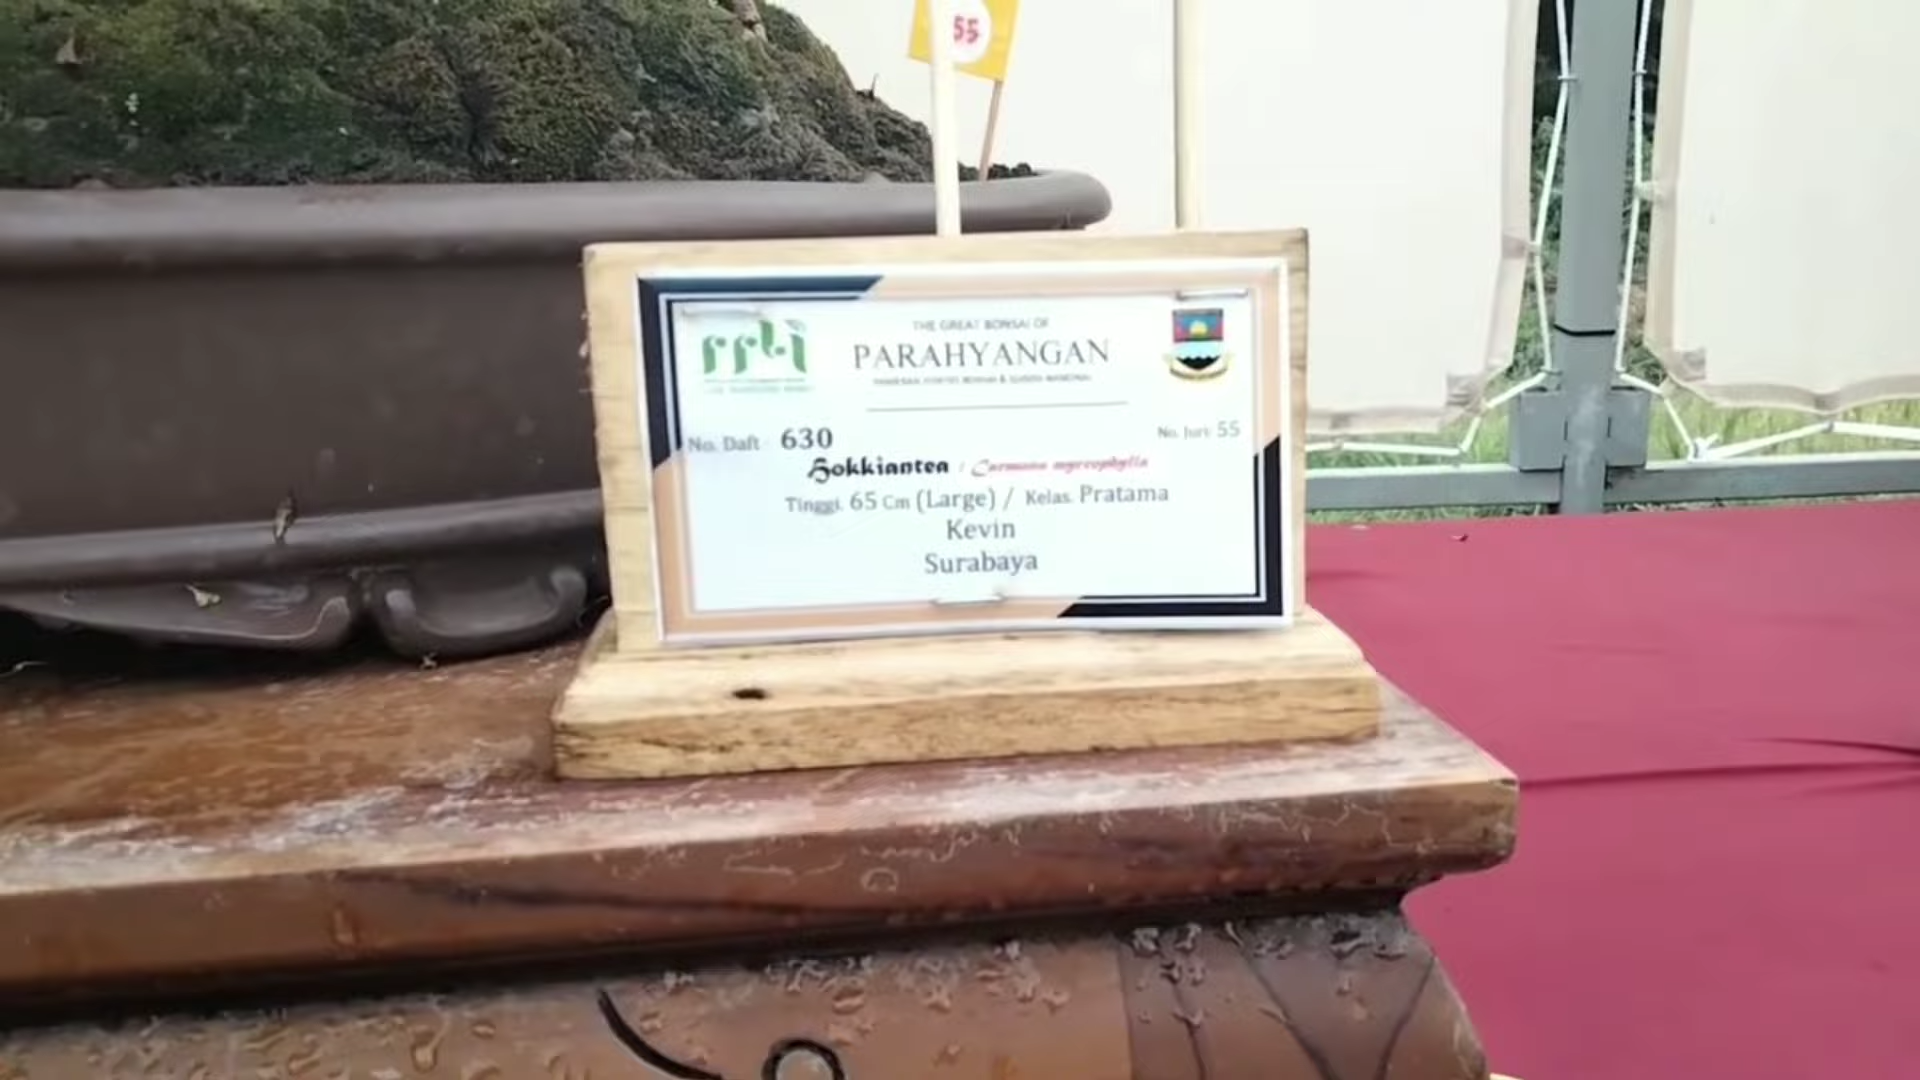 55
THE GREAT BONSAI OF
PARAHYANGAN
No. Daft 630
No. Juri: 55
Hokkiantea : Carmona mycrophylla
Tinggi. 65 Cm (Large) / Kelas. Pratama
Kevin
Surabaya